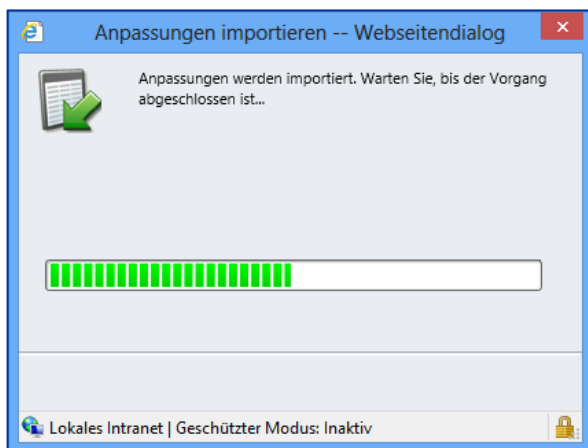 Anpassungen importieren -- Webseitendialog
Anpassungen werden importiert. Warten Sie, bis der Vorgang
abgeschlossen ist...
Lokales Intranet | Geschützter Modus: Inaktiv